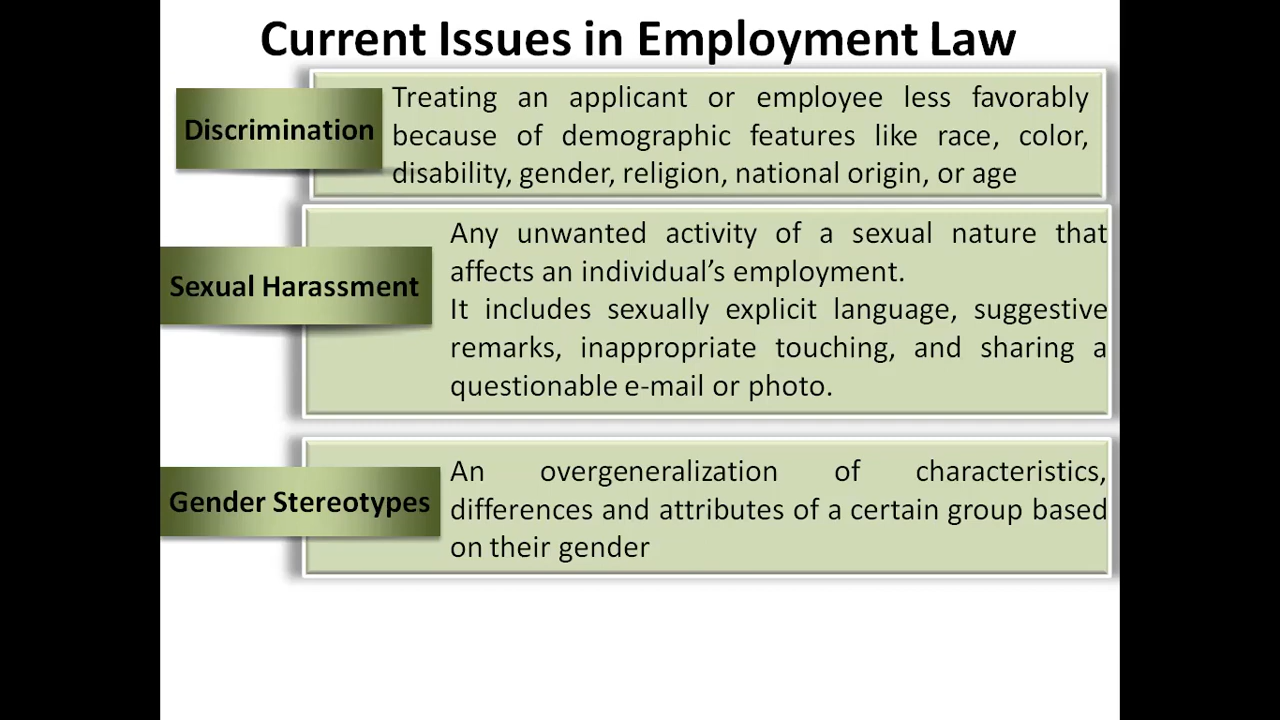 Current Issues in Employment Law
Discrimination
Treating an applicant or employee less favorably
because of demographic features like race, color,
disability, gender, religion, national origin, or age
Sexual Harassment
Any unwanted activity of a sexual nature that
affects an individual’s employment.
It includes sexually explicit language, suggestive
remarks, inappropriate touching, and sharing a
questionable e-mail or photo.
Gender Stereotypes
An overgeneralization of characteristics,
differences and attributes of a certain group based
on their gender